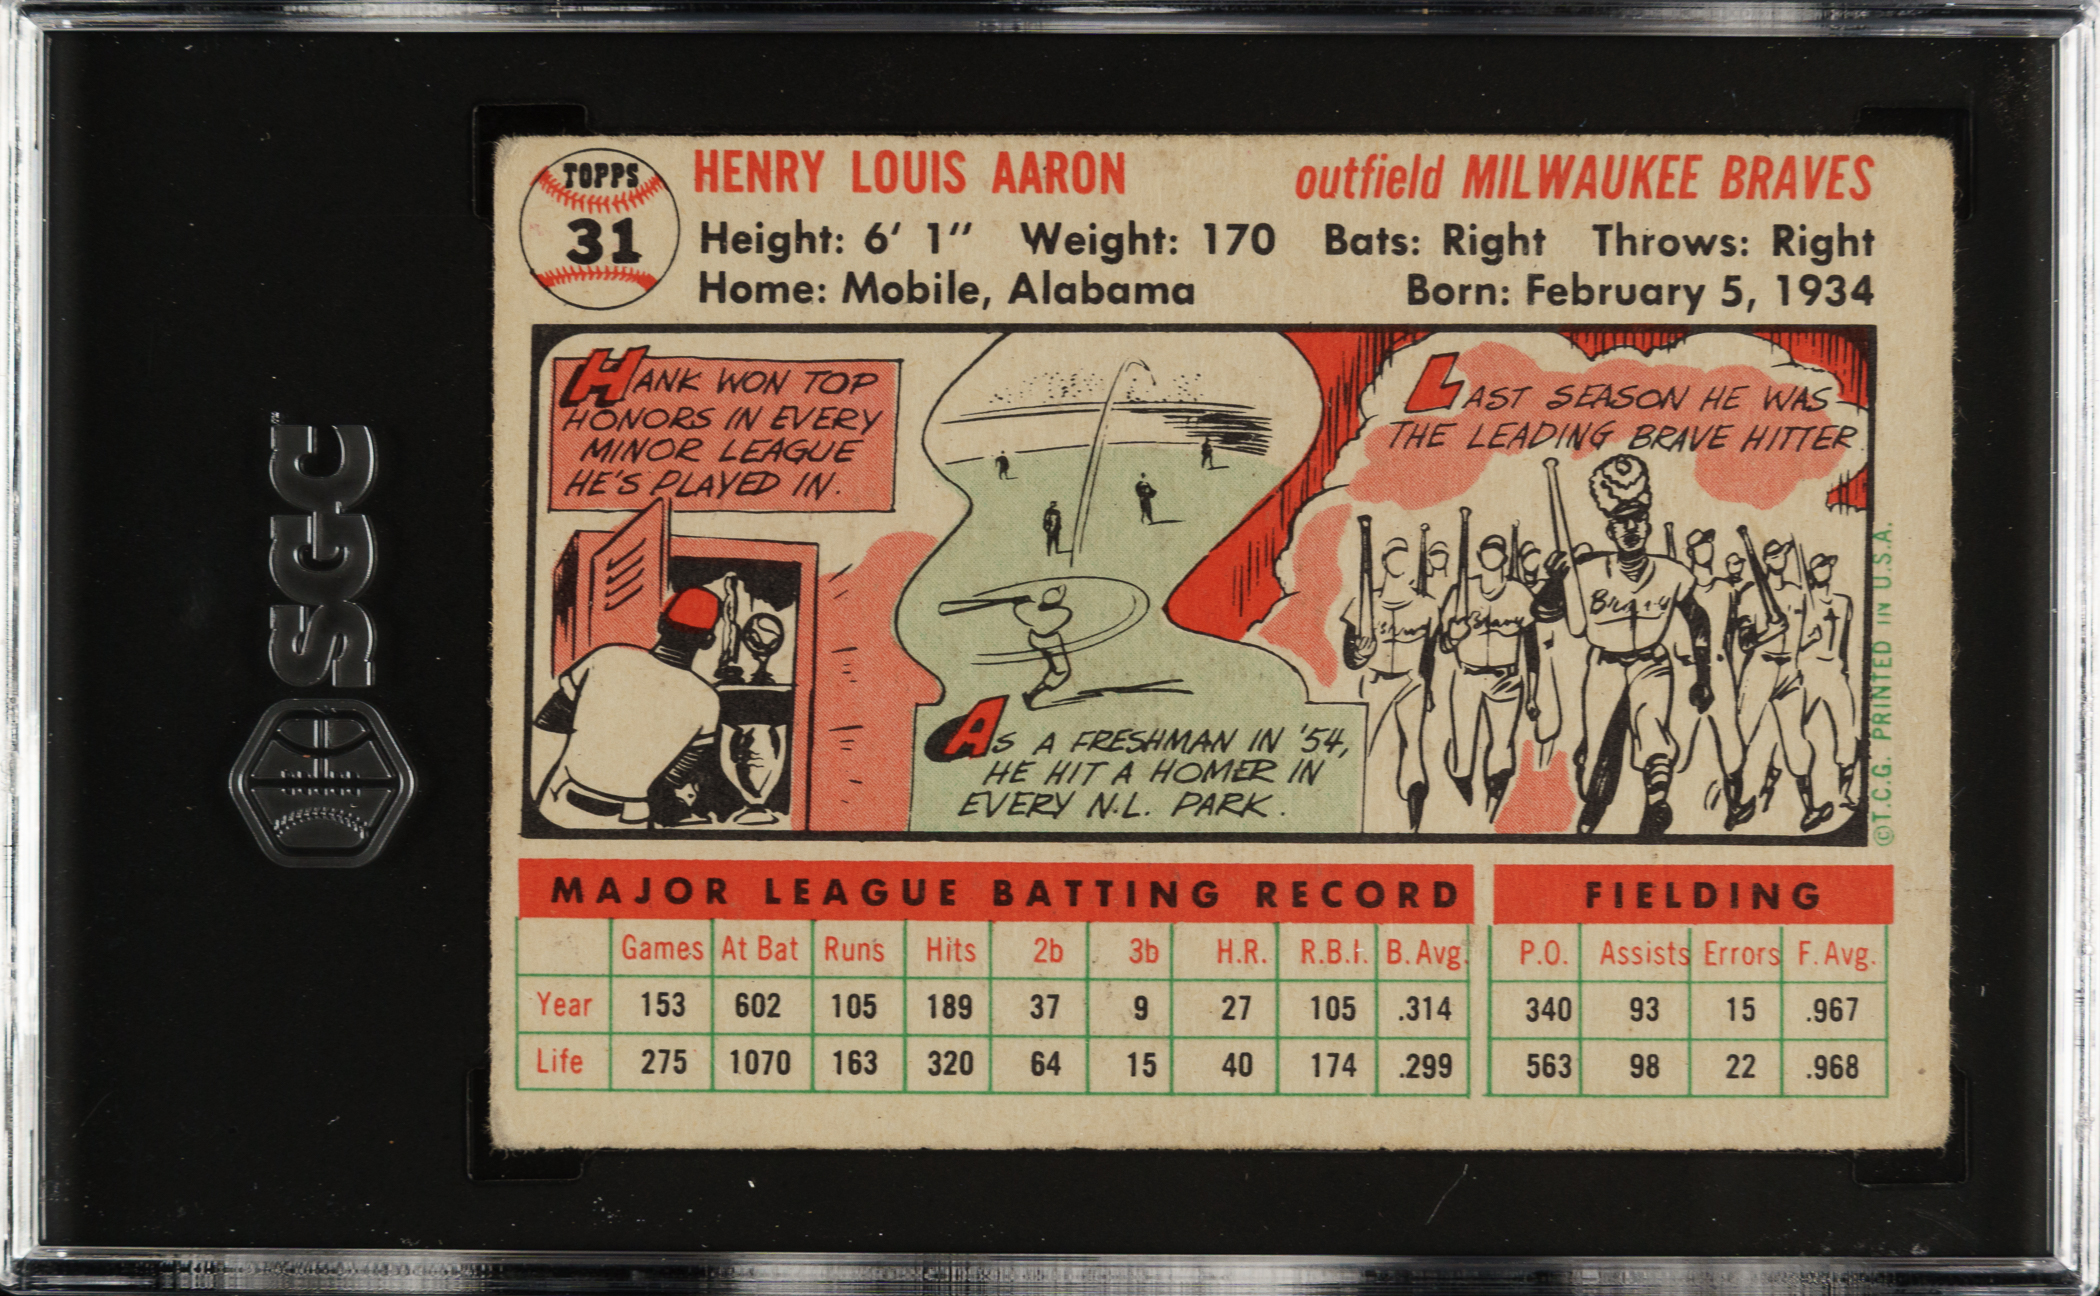 SGC
TOPPS
31
HENRY LOUIS AARON
outfield MILWAUKEE BRAVES
Height: 6' 1" Weight: 170 Bats: Right Throws: Right
Home: Mobile, Alabama Born: February 5, 1934
HANK WON TOP
HONORS IN EVERY
MINOR LEAGUE
HE'S PLAYED IN.
AS A FRESHMAN IN '54,
HE HIT A HOMER IN
EVERY N.L. PARK.
LAST SEASON HE WAS
THE LEADING BRAVE HITTER
©T.C.G. PRINTED IN U.S.A.
MAJOR LEAGUE BATTING RECORD
Games At Bat Runs Hits 2b 3b H.R. R.B.I. B. Avg.
Year 153 602 105 189 37 9 27 105 .314
Life 275 1070 163 320 64 15 40 174 .299
FIELDING
P.O. Assists Errors F. Avg.
340 93 15 .967
563 98 22 .968